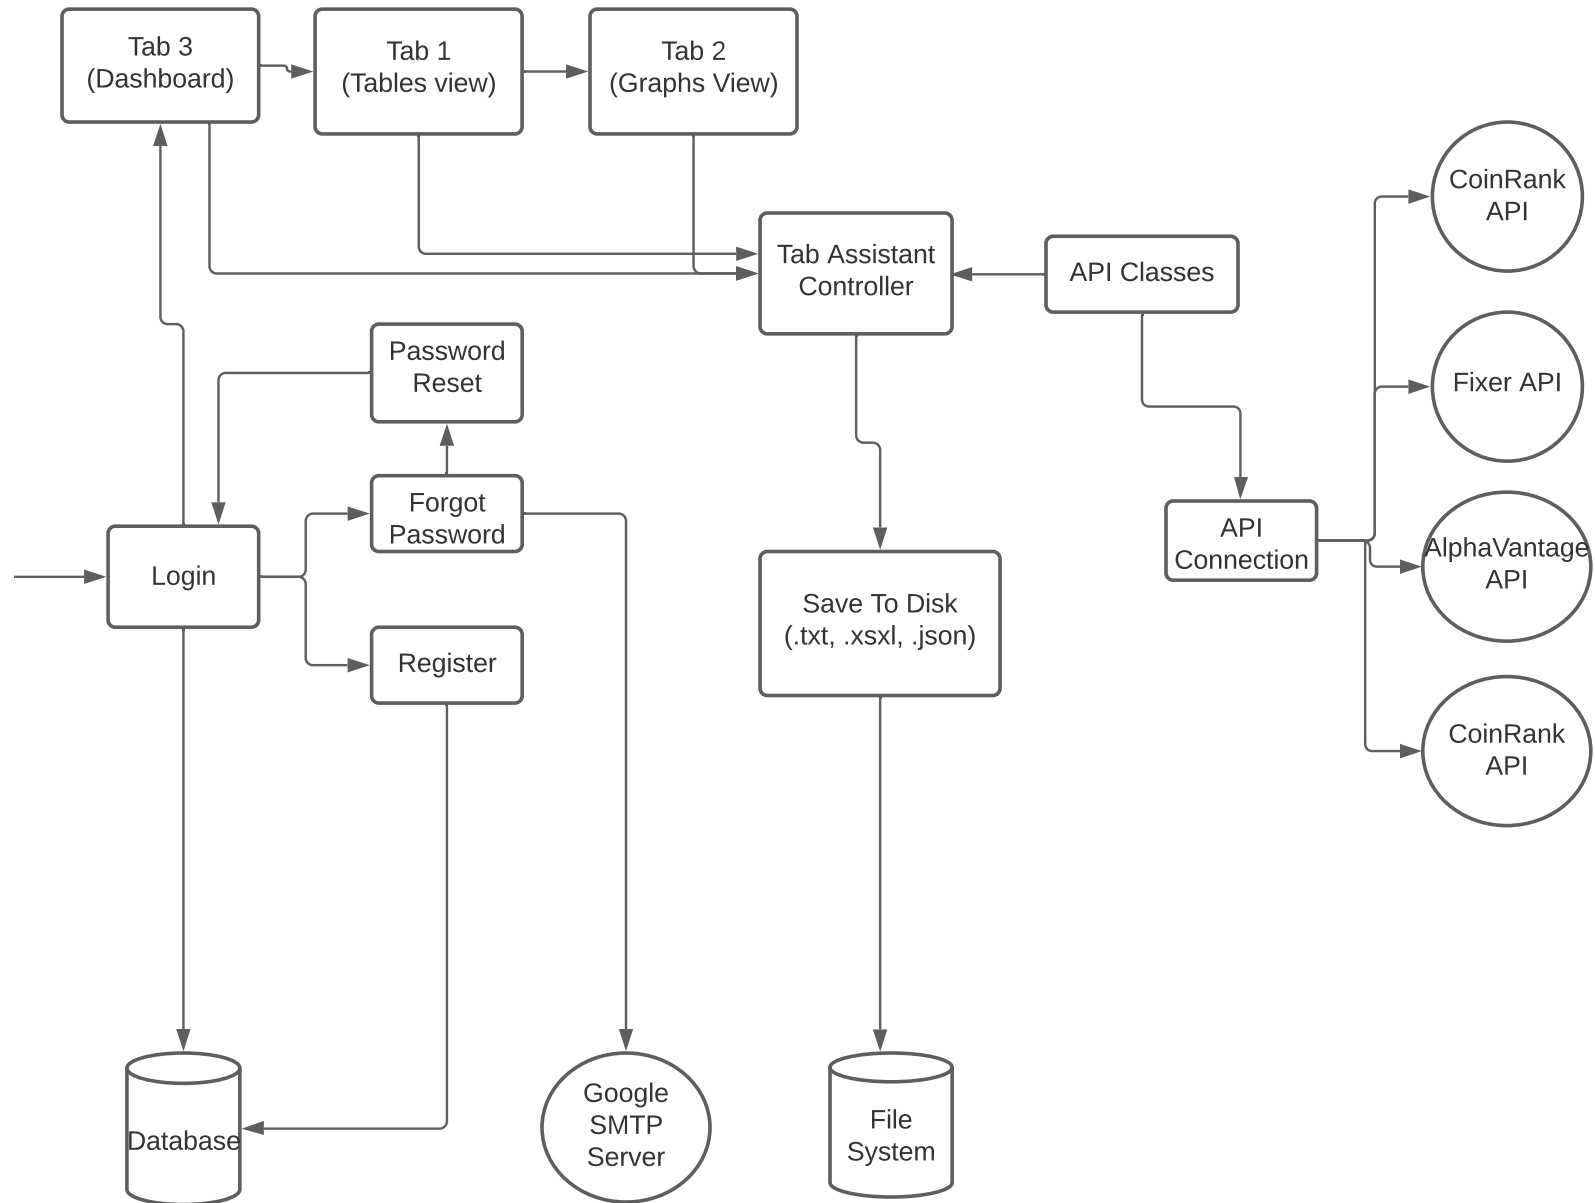 Tab 3
(Dashboard)
Tab 1
(Tables view)
Tab 2
(Graphs View)
CoinRank
API
Tab Assistant
Controller
API Classes
Password
Reset
Fixer API
Forgot
Password
API
Connection
AlphaVantage
API
Login
Save To Disk
(.txt, .xsxl, .json)
Register
CoinRank
API
Database
Google
SMTP
Server
File
System